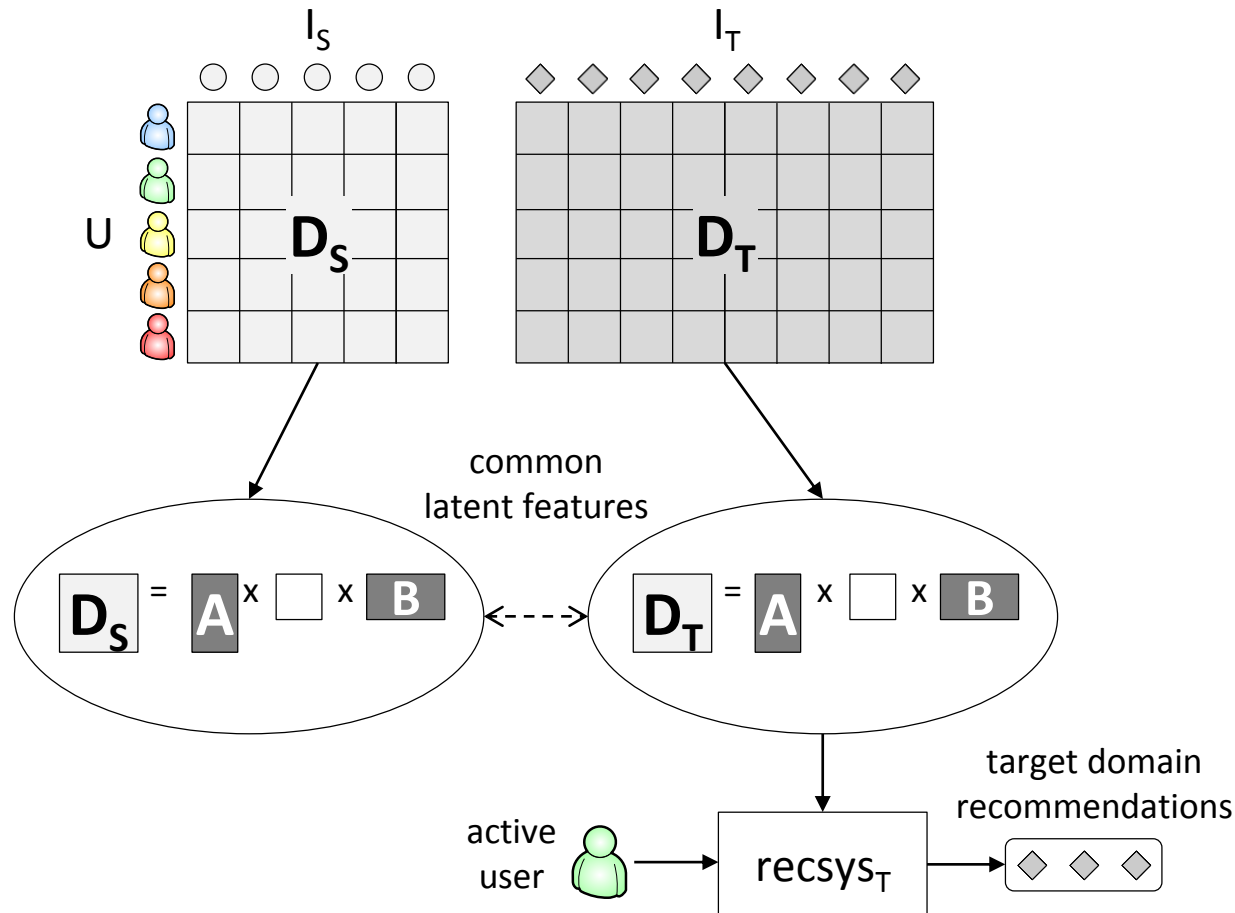 I_S
I_T
U
D_S
D_T
common
latent features
D_S = A x x B
D_T = A x x B
target domain
recommendations
active
user
recsys_T